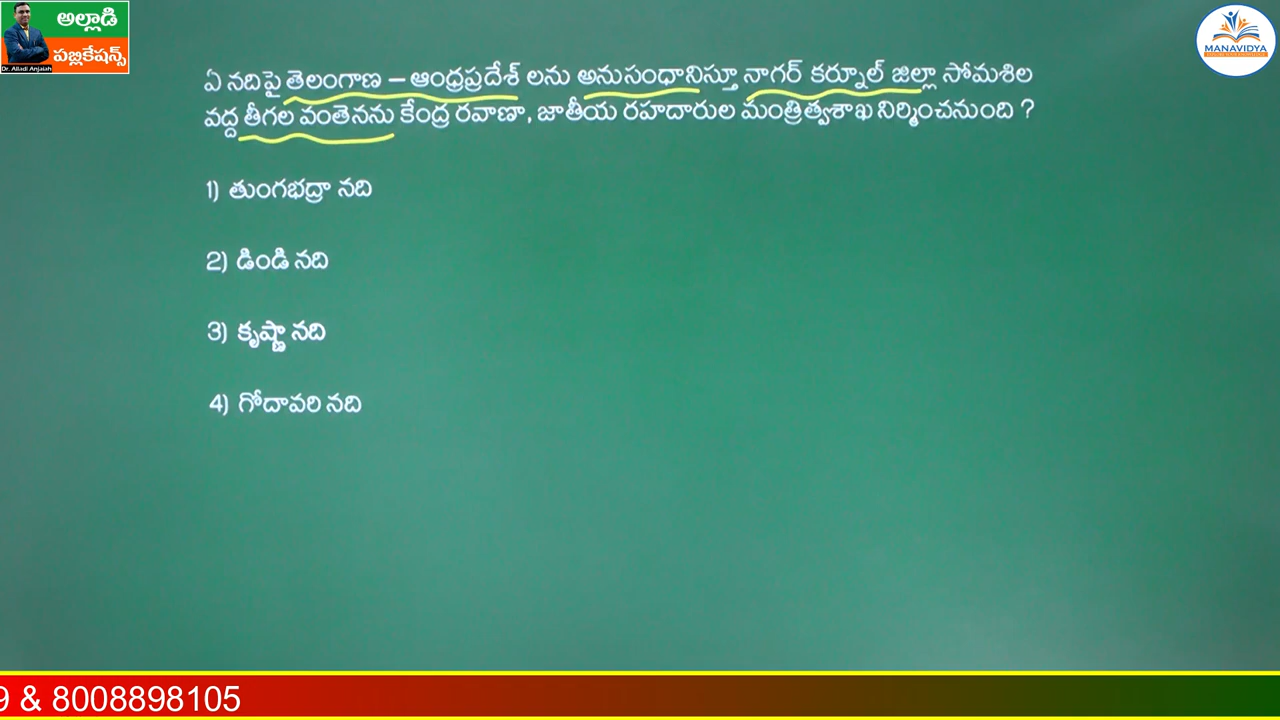 అల్లాడి
పబ్లికేషన్స్
Dr. Alladi Anjaiah
MANAVIDYA
ఏ నదిపై తెలంగాణ – ఆంధ్రప్రదేశ్ లను అనుసంధానిస్తూ నాగర్ కర్నూల్ జిల్లా సోమశిల
వద్ద తీగల వంతెనను కేంద్ర రవాణా, జాతీయ రహదారుల మంత్రిత్వశాఖ నిర్మించనుంది ?
1) తుంగభద్రా నది
2) డిండి నది
3) కృష్ణా నది
4) గోదావరి నది
9 & 8008898105